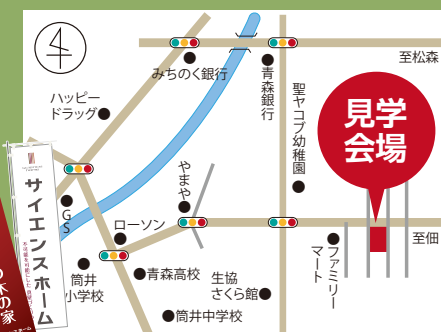 至松森
みちのく銀行
青森銀行
ハッピー
ドラッグ
聖ヤコブ幼稚園
見学
会場
やまや
サイエンスホーム
GS
ローソン
至佃
ファミリー
マート
筒井
小学校
青森高校
生協
さくら館
筒井中学校
木の家